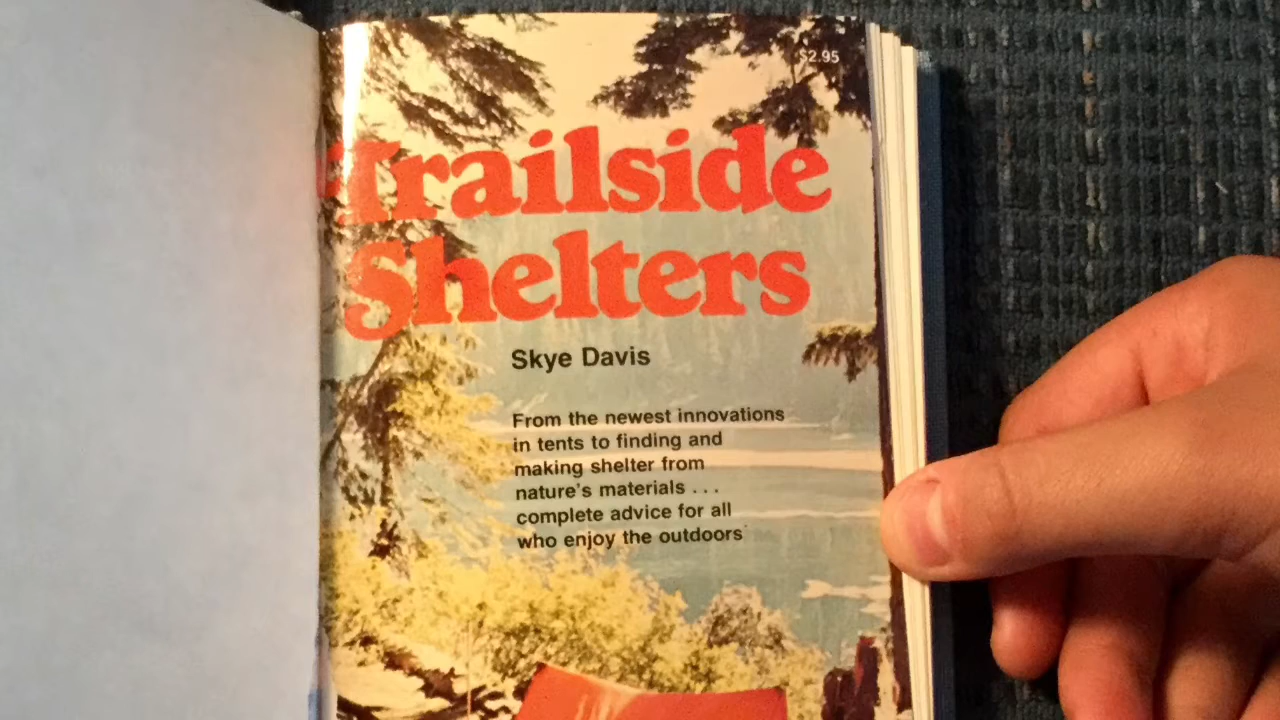 $2.95
Trailside
Shelters
Skye Davis
From the newest innovations
in tents to finding and
making shelter from
nature's materials ...
complete advice for all
who enjoy the outdoors